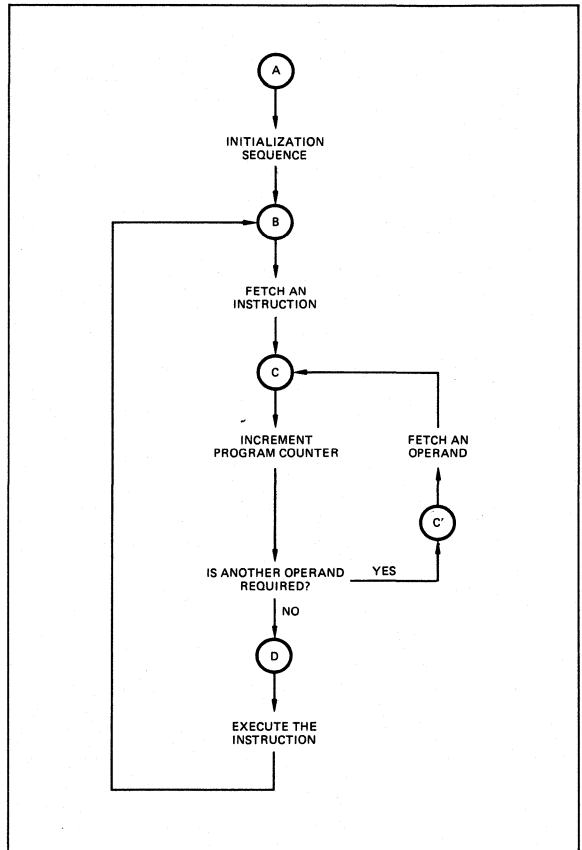 A
INITIALIZATION
SEQUENCE
B
FETCH AN
INSTRUCTION
C
INCREMENT
PROGRAM COUNTER
FETCH AN
OPERAND
C'
IS ANOTHER OPERAND
REQUIRED?
YES
NO
D
EXECUTE THE
INSTRUCTION